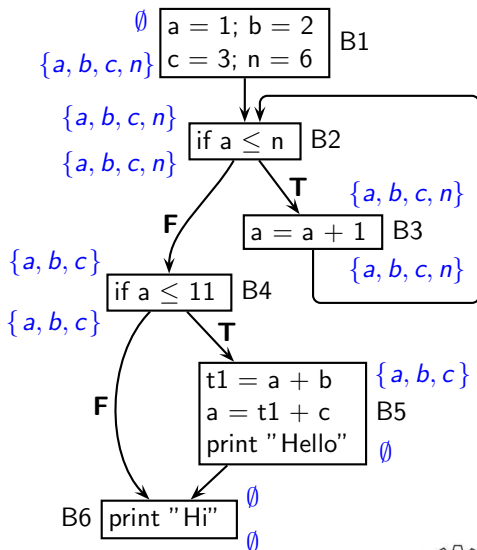 ∅
a = 1; b = 2
c = 3; n = 6
B1
{a, b, c, n}
{a, b, c, n}
if a ≤ n
B2
{a, b, c, n}
T
{a, b, c, n}
F
a = a + 1
B3
{a, b, c}
{a, b, c, n}
if a ≤ 11
B4
{a, b, c}
T
t1 = a + b
{a, b, c}
F
a = t1 + c
B5
print "Hello"
∅
∅
B6
print "Hi"
∅